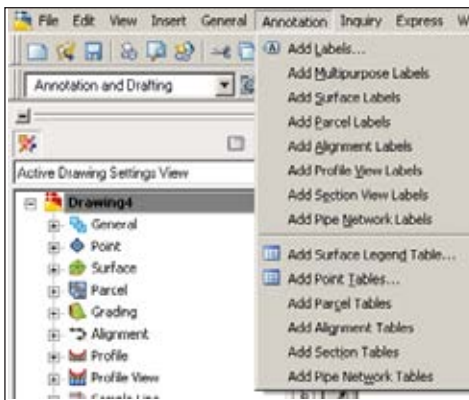 File Edit View Insert General Annotation Inquiry Express W
Annotation and Drafting
Active Drawing Settings View
Drawing4
General
Point
Surface
Parcel
Grading
Alignment
Profile
Profile View
Sample Line
Add Labels...
Add Multipurpose Labels
Add Surface Labels
Add Parcel Labels
Add Alignment Labels
Add Profile View Labels
Add Section View Labels
Add Pipe Network Labels
Add Surface Legend Table...
Add Point Tables...
Add Parcel Tables
Add Alignment Tables
Add Section Tables
Add Pipe Network Tables